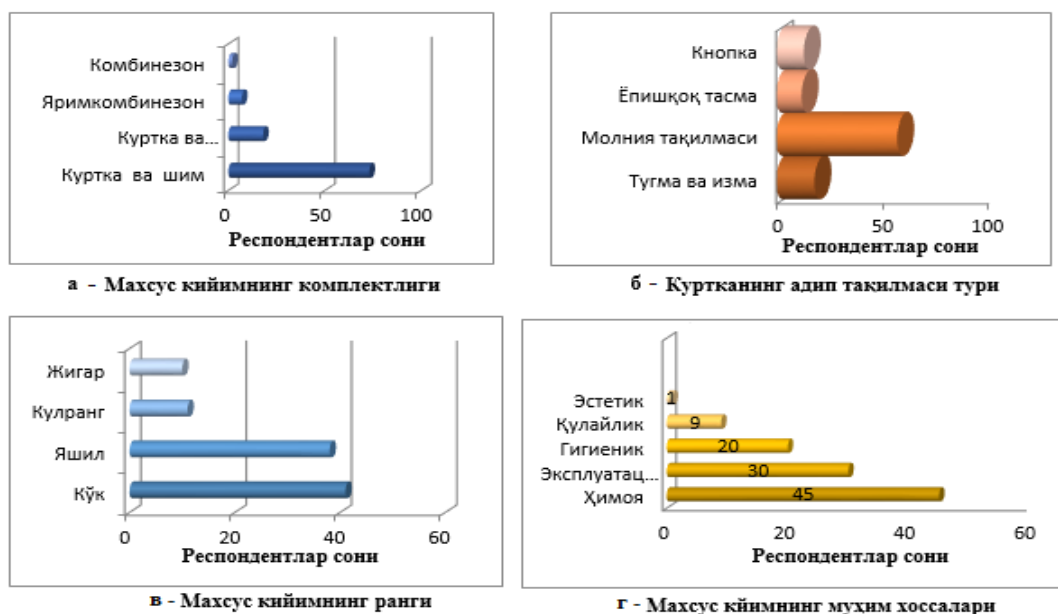 Комбинезон
Яримкомбинезон
Куртка ва...
Куртка ва шим
0 50 100
Респондентлар сони
а - Махсус кийимнинг комплектлиги
Кнопка
Ёпишқоқ тасма
Молния тақилмаси
Тугма ва изма
0 50 100
Респондентлар сони
б - Куртканинг адип тақилмаси тури
Жигар
Кулранг
Яшил
Кўк
0 20 40 60
Респондентлар сони
в - Махсус кийимнинг ранги
Эстетик 1
Қулайлик 9
Гигиеник 20
Эксплуатац... 30
Ҳимоя 45
0 20 40 60
Респондентлар сони
г - Махсус кйимнинг муҳим хоссалари